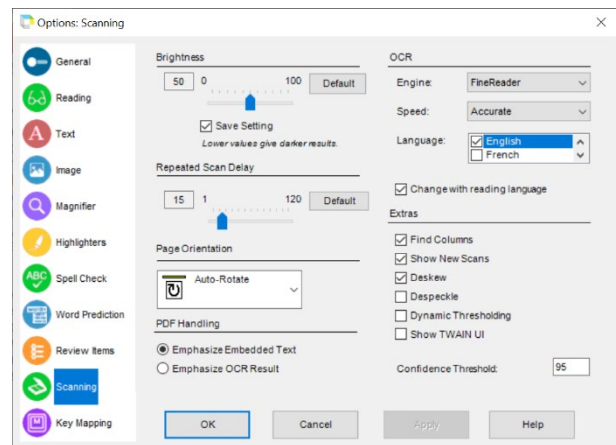 Options: Scanning
General
Reading
Text
Image
Magnifier
Highlighters
Spell Check
Word Prediction
Review Items
Scanning
Key Mapping
Brightness
50 0 100 Default
Save Setting
Lower values give darker results.
Repeated Scan Delay
15 1 120 Default
Page Orientation
Auto-Rotate
PDF Handling
Emphasize Embedded Text
Emphasize OCR Result
OCR
Engine: FineReader
Speed: Accurate
Language: English
French
Change with reading language
Extras
Find Columns
Show New Scans
Deskew
Despeckle
Dynamic Thresholding
Show TWAIN UI
Confidence Threshold: 95
OK Cancel Apply Help